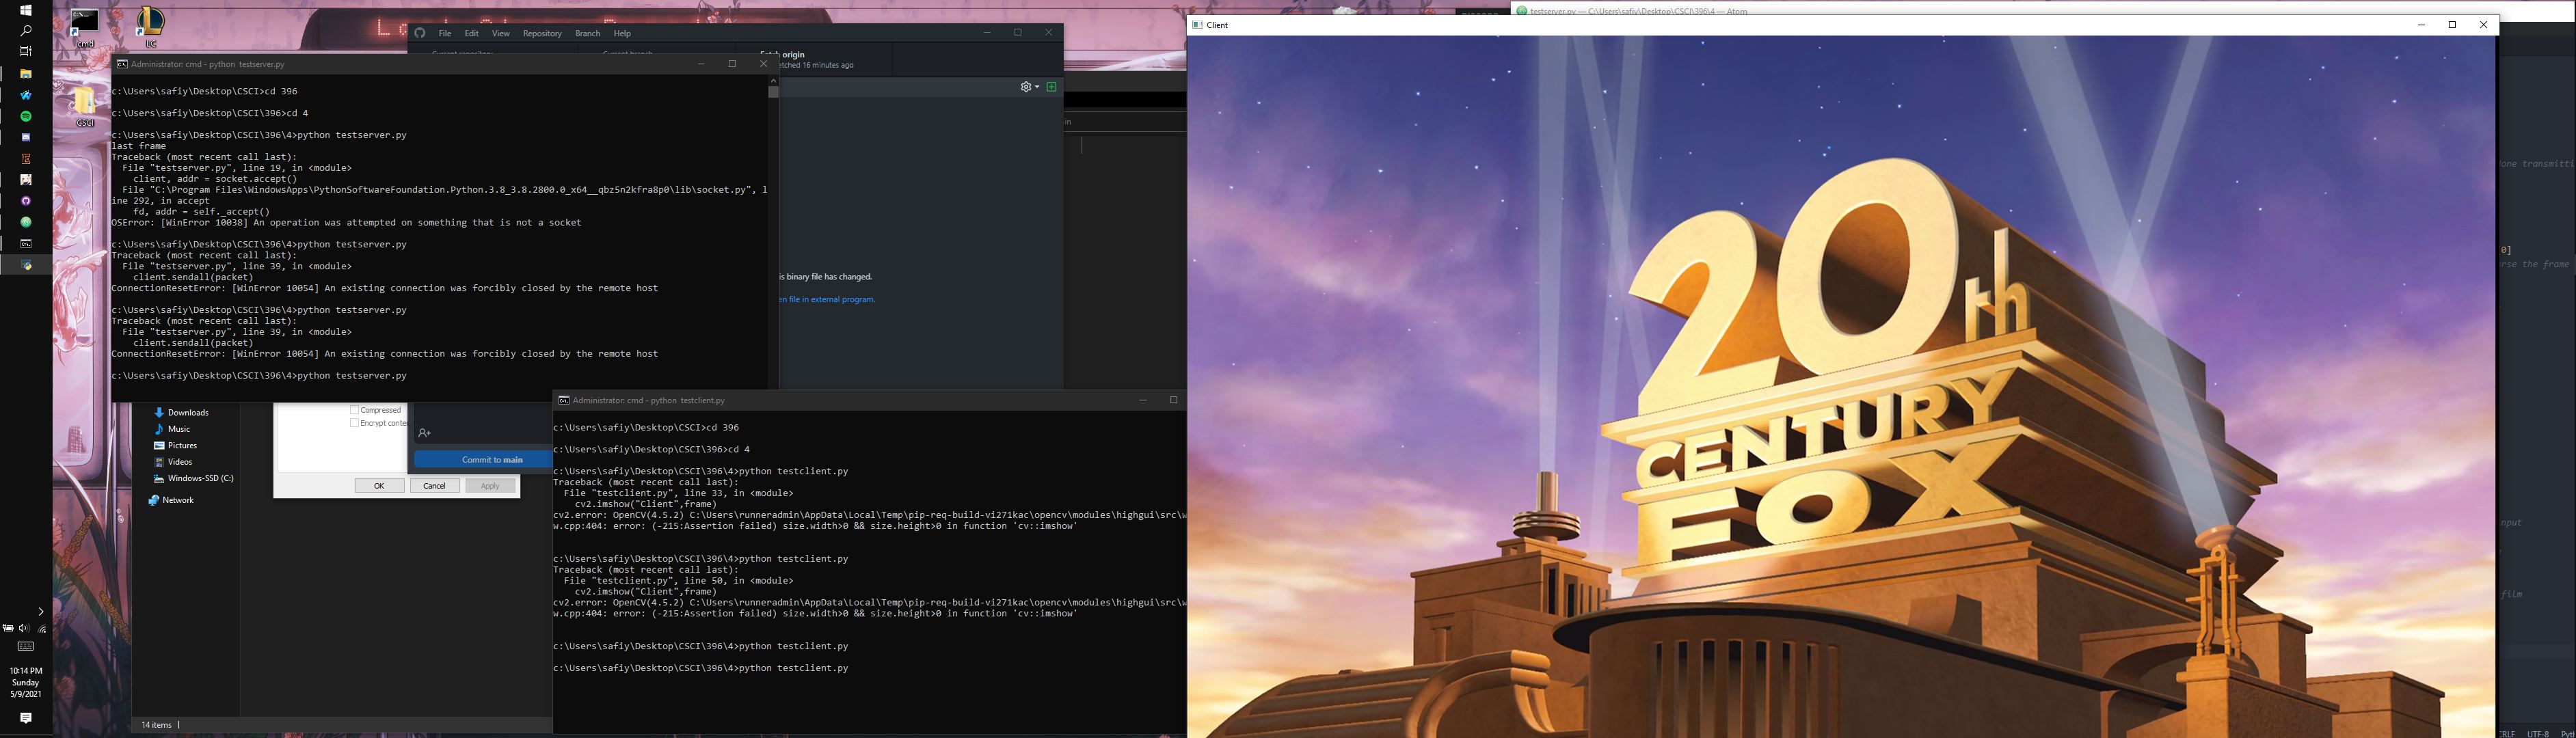 cmd
LC
CSCI
File Edit View Repository Branch Help
Current repository
Current branch
Fetch origin
etched 16 minutes ago
Administrator: cmd - python testserver.py
c:\Users\safiy\Desktop\CSCI>cd 396
c:\Users\safiy\Desktop\CSCI\396>cd 4
c:\Users\safiy\Desktop\CSCI\396\4>python testserver.py
last frame
Traceback (most recent call last):
File "testserver.py", line 19, in <module>
client, addr = socket.accept()
File "C:\Program Files\WindowsApps\PythonSoftwareFoundation.Python.3.8_3.8.2800.0_x64__qbz5n2kfra8p0\lib\socket.py", l
ine 292, in accept
fd, addr = self._accept()
OSError: [WinError 10038] An operation was attempted on something that is not a socket
c:\Users\safiy\Desktop\CSCI\396\4>python testserver.py
Traceback (most recent call last):
File "testserver.py", line 39, in <module>
client.sendall(packet)
ConnectionResetError: [WinError 10054] An existing connection was forcibly closed by the remote host
c:\Users\safiy\Desktop\CSCI\396\4>python testserver.py
Traceback (most recent call last):
File "testserver.py", line 39, in <module>
client.sendall(packet)
ConnectionResetError: [WinError 10054] An existing connection was forcibly closed by the remote host
c:\Users\safiy\Desktop\CSCI\396\4>python testserver.py
in
is binary file has changed.
en file in external program.
Downloads
Music
Pictures
Videos
Windows-SSD (C:)
Network
14 items
Compressed
Encrypt conte
OK Cancel Apply
Commit to main
Administrator: cmd - python testclient.py
c:\Users\safiy\Desktop\CSCI>cd 396
c:\Users\safiy\Desktop\CSCI\396>cd 4
c:\Users\safiy\Desktop\CSCI\396\4>python testclient.py
Traceback (most recent call last):
File "testclient.py", line 33, in <module>
cv2.imshow("Client",frame)
cv2.error: OpenCV(4.5.2) C:\Users\runneradmin\AppData\Local\Temp\pip-req-build-vi271kac\opencv\modules\highgui\src\w
w.cpp:404: error: (-215:Assertion failed) size.width>0 && size.height>0 in function 'cv::imshow'
c:\Users\safiy\Desktop\CSCI\396\4>python testclient.py
Traceback (most recent call last):
File "testclient.py", line 50, in <module>
cv2.imshow("Client",frame)
cv2.error: OpenCV(4.5.2) C:\Users\runneradmin\AppData\Local\Temp\pip-req-build-vi271kac\opencv\modules\highgui\src\w
w.cpp:404: error: (-215:Assertion failed) size.width>0 && size.height>0 in function 'cv::imshow'
c:\Users\safiy\Desktop\CSCI\396\4>python testclient.py
c:\Users\safiy\Desktop\CSCI\396\4>python testclient.py
10:14 PM
Sunday
5/9/2021
testserver.py — C:\Users\safiy\Desktop\CSCI\396\4 — Atom
Client
20th
CENTURY
FOX
done transmitti
0]
rse the frame
nput
film
CRLF UTF-8 Pyt